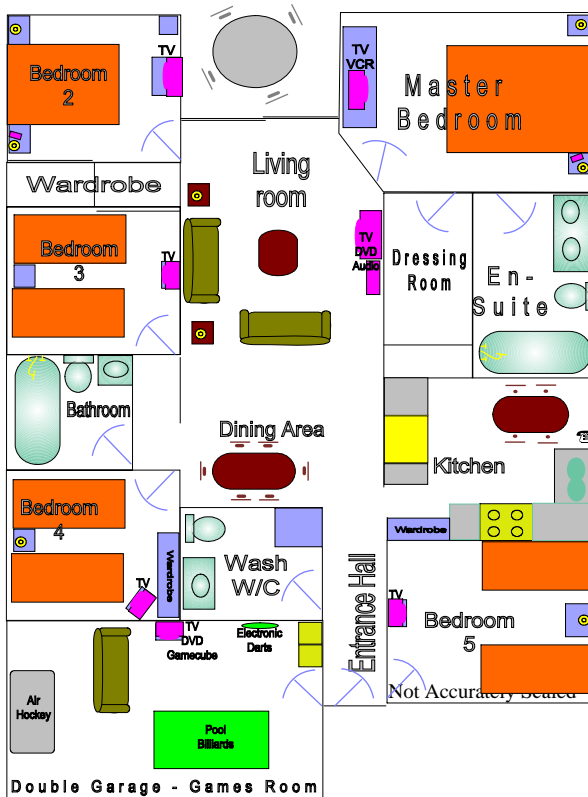 TV
Bedroom
2
TV
VCR
Master
Bedroom
Living
room
Wardrobe
Bedroom
3
TV
TV
DVD
Audio
Dressing
Room
En-
Suite
Bathroom
Dining Area
Kitchen
Bedroom
4
Wardrobe
TV
Wash
W/C
Entrance Hall
Wardrobe
TV
Bedroom
5
TV
DVD
Gamecube
Electronic
Darts
Not Accurately Scaled
Air
Hockey
Pool
Billiards
Double Garage - Games Room